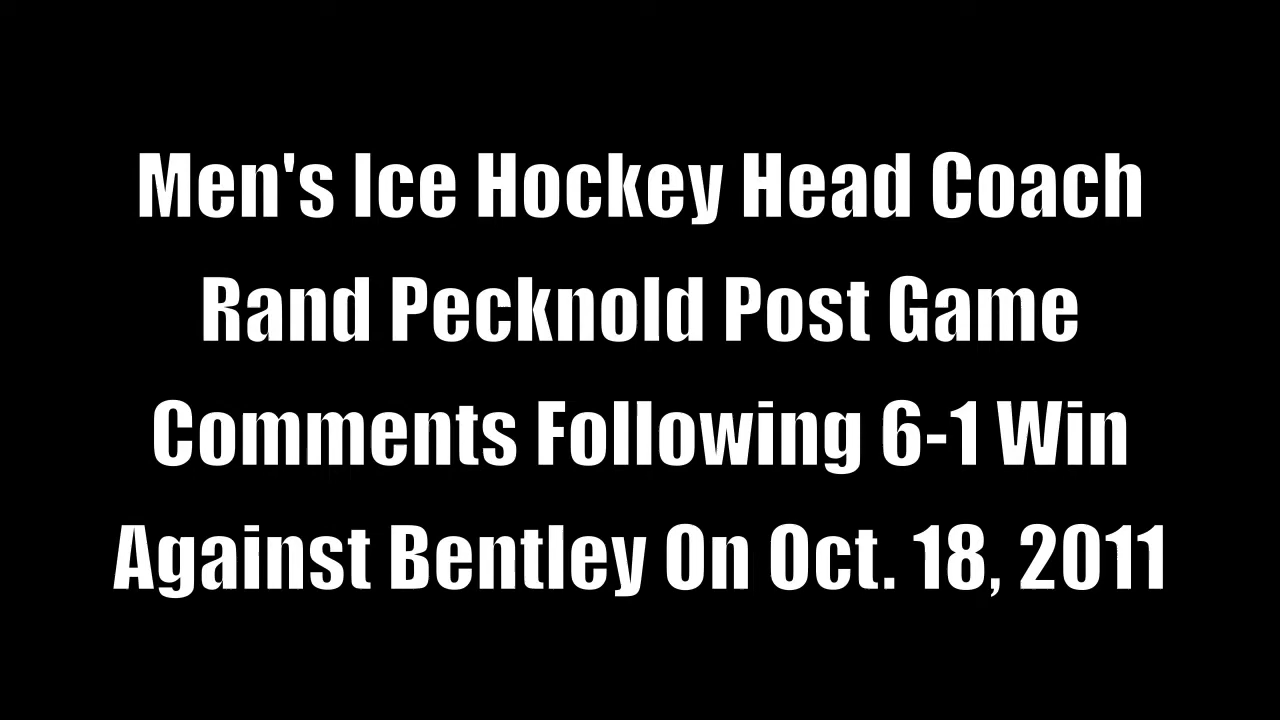 Men's Ice Hockey Head Coach
Rand Pecknold Post Game
Comments Following 6-1 Win
Against Bentley On Oct. 18, 2011